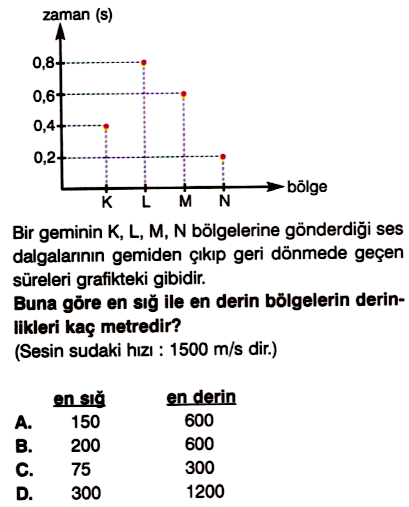 zaman (s)
0,8
0,6
0,4
0,2
K L M N
bölge
Bir geminin K, L, M, N bölgelerine gönderdiği ses
dalgalarının gemiden çıkıp geri dönmede geçen
süreleri grafikteki gibidir.
Buna göre en sığ ile en derin bölgelerin derin-
likleri kaç metredir?
(Sesin sudaki hızı : 1500 m/s dir.)
en sığ en derin
A. 150 600
B. 200 600
C. 75 300
D. 300 1200